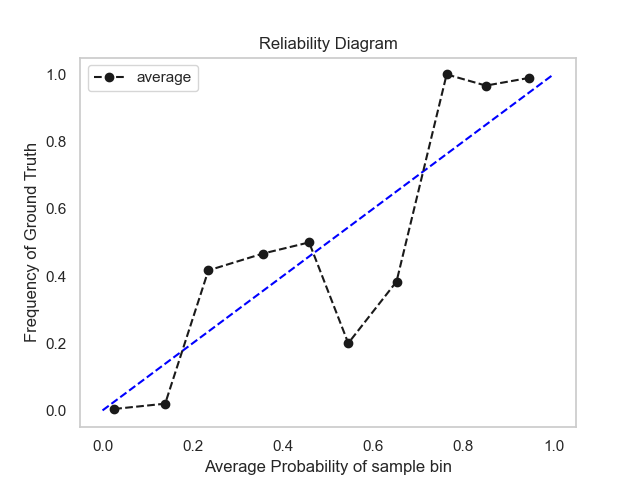 Reliability Diagram
average
Frequency of Ground Truth
1.0
0.8
0.6
0.4
0.2
0.0
0.0 0.2 0.4 0.6 0.8 1.0
Average Probability of sample bin